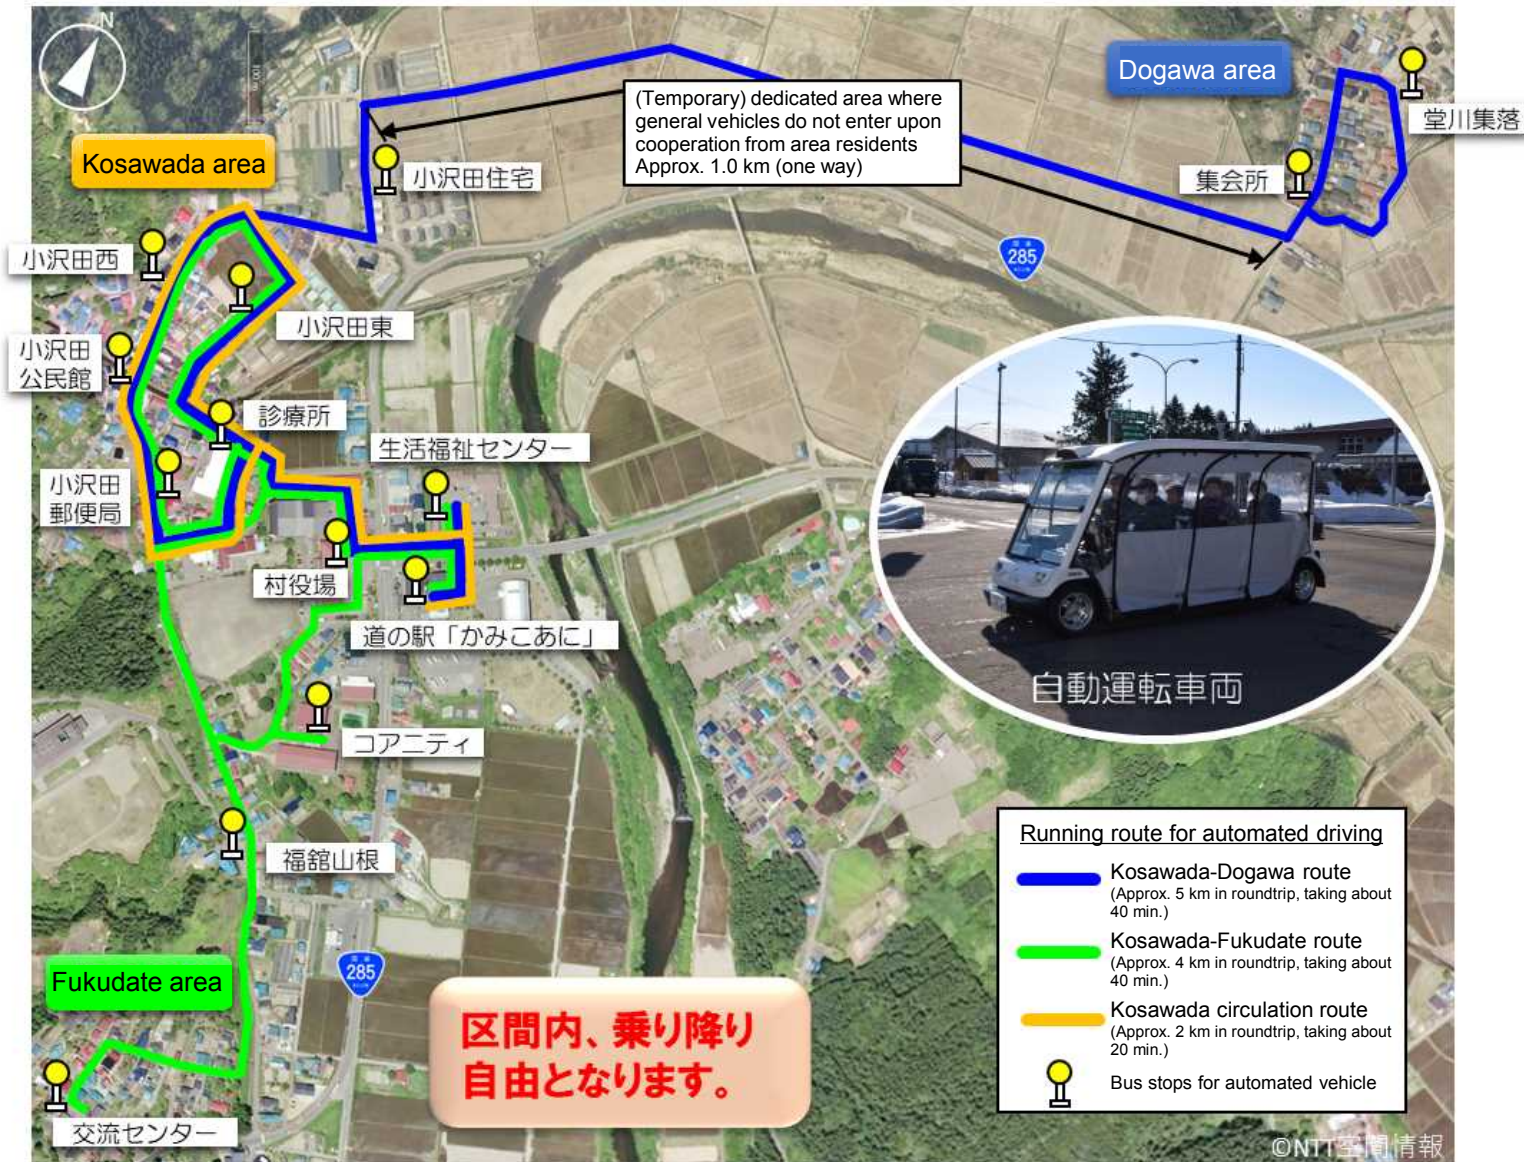 N
100 m
Dogawa area
堂川集落
(Temporary) dedicated area where
general vehicles do not enter upon
cooperation from area residents
Approx. 1.0 km (one way)
Kosawada area
小沢田住宅
集会所
小沢田西
国道
285
小沢田東
小沢田
公民館
診療所
生活福祉センター
小沢田
郵便局
村役場
道の駅「かみこあに」
自動運転車両
コアニティ
福舘山根
Running route for automated driving
Kosawada-Dogawa route
(Approx. 5 km in roundtrip, taking about
40 min.)
Kosawada-Fukudate route
(Approx. 4 km in roundtrip, taking about
40 min.)
Kosawada circulation route
(Approx. 2 km in roundtrip, taking about
20 min.)
Bus stops for automated vehicle
Fukudate area
国道
285
区間内、乗り降り
自由となります。
交流センター
©NTT空間情報